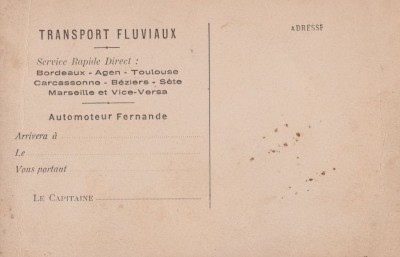 TRANSPORT FLUVIAUX
Service Rapide Direct :
Bordeaux - Agen - Toulouse
Carcassonne - Béziers - Sète
Marseille et Vice-Versa
Automoteur Fernande
Arrivera à
Le
Vous portant
LE CAPITAINE
ADRESSE